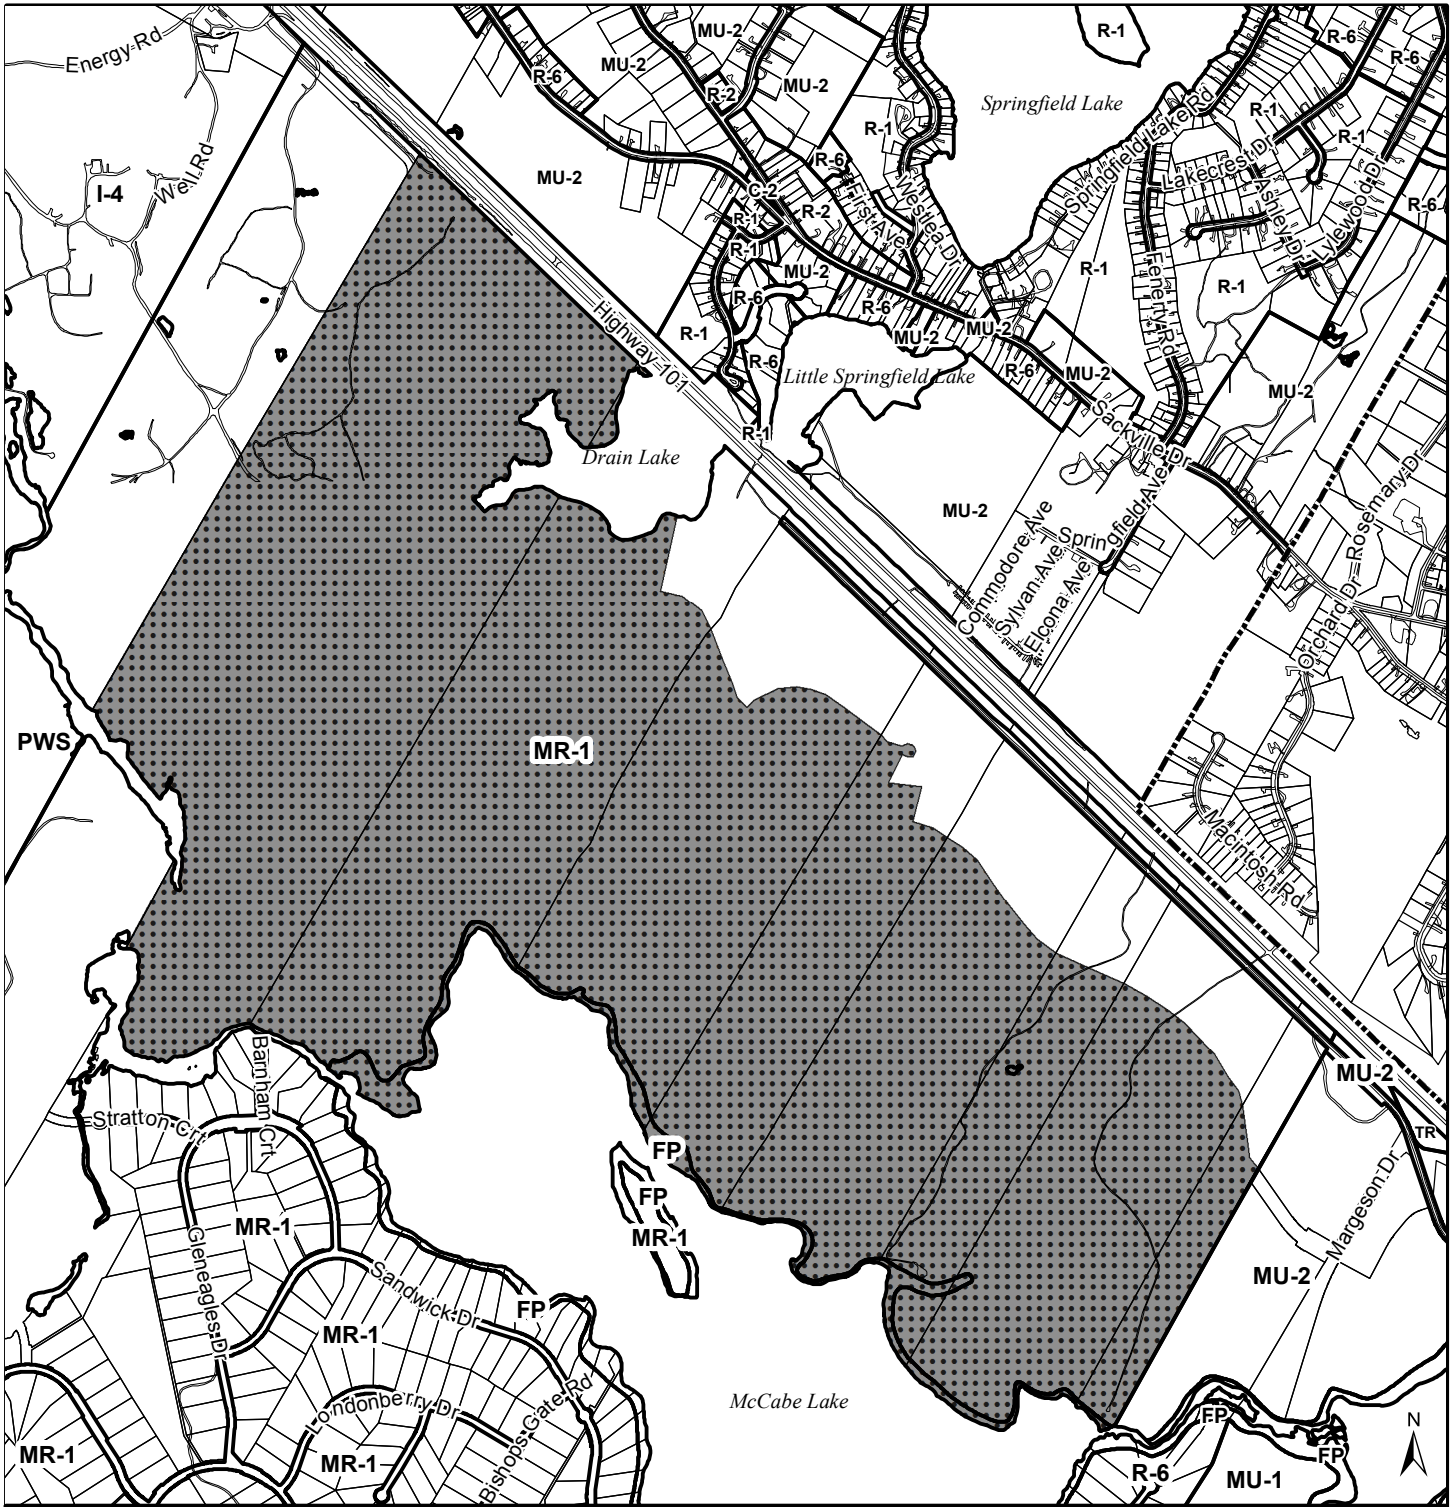 Energy Rd
Well Rd
I-4
R-6
MU-2
MU-2
R-2
MU-2
MU-2
R-1
Springfield Lake
R-6
R-6
R-1
R-1
R-6
R-1
R-6
MU-2
C-2
R-1
R-1
R-2
MU-2
R-6
R-6
First Ave
Westlea Dr
Springfield Lake Rd
Lakecrest Dr
Ashley Dr
Lylewood Dr
R-1
R-1
Fenerty Rd
Highway 101
R-1
R-6
MU-2
MU-2
R-6
MU-2
MU-2
Little Springfield Lake
R-1
Drain Lake
Sackville Dr
MU-2
Commodore Ave
Sylvan Ave
Elcona Ave
Springfield Ave
Rosemary Dr
Orchard Dr
PWS
MR-1
Macintosh Rd
MU-2
TR
Margeson Dr
MU-2
Barnham Crt
Stratton Crt
FP
FP
MR-1
MR-1
Gleneagles Dr
Sandwick Dr
FP
MR-1
Londonberry Dr
Bishops Gate Rd
McCabe Lake
MR-1
MR-1
FP
FP
R-6
MU-1
N